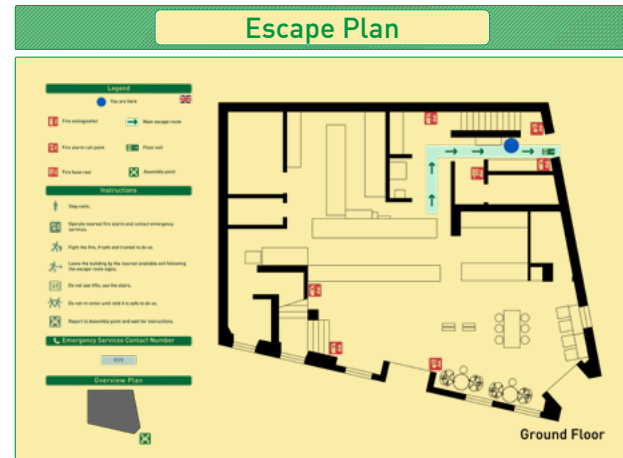 Escape Plan
Legend
You are here
Fire extinguisher
Main escape route
Fire alarm call point
Floor exit
Fire hose reel
Assembly point
Instructions
Stay calm.
Operate nearest fire alarm and contact emergency
services.
Fight the fire, if safe and trained to do so.
Leave the building by the nearest available exit following
the escape route signs.
Do not use lifts, use the stairs.
Do not re-enter until told it is safe to do so.
Report to Assembly point and wait for instructions.
Emergency Services Contact Number
Overview Plan
Ground Floor